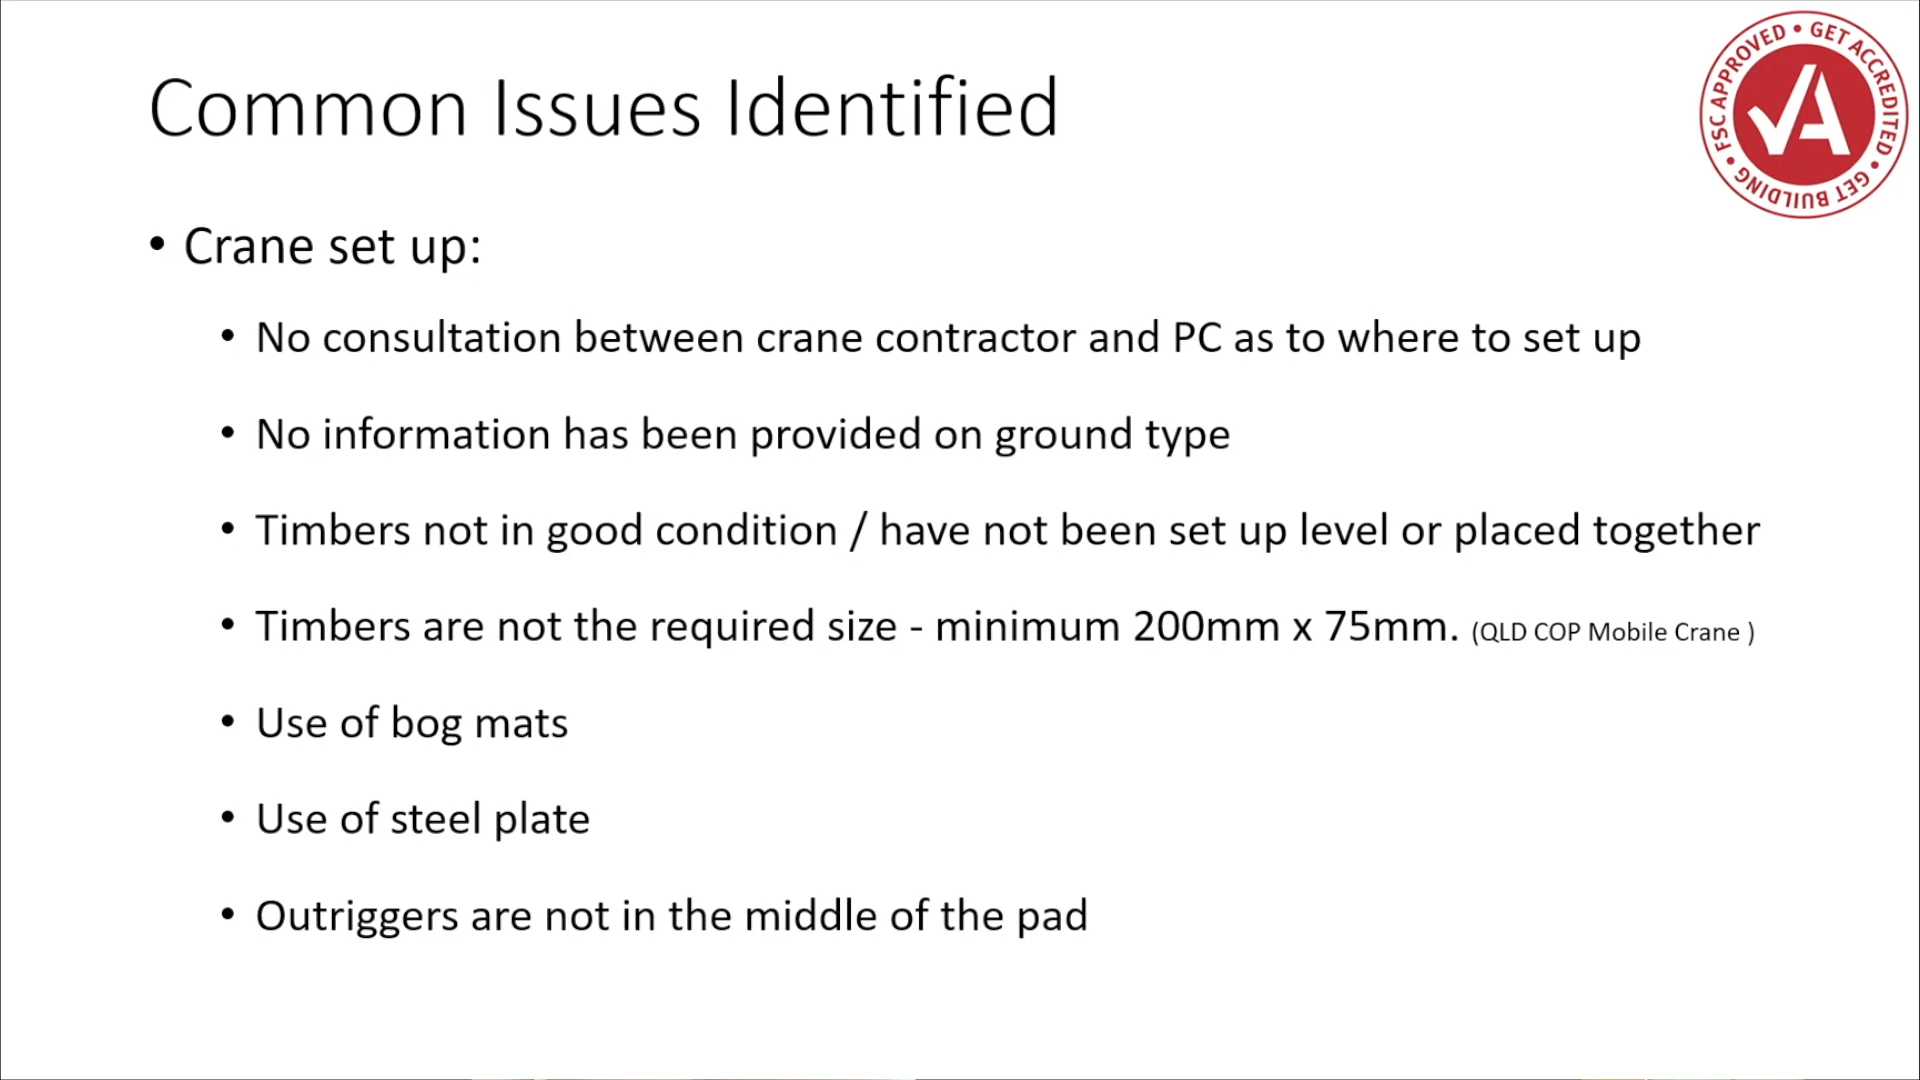 Common Issues Identified
FSC APPROVED • GET ACCREDITED • GET BUILDING •
• Crane set up:
• No consultation between crane contractor and PC as to where to set up
• No information has been provided on ground type
• Timbers not in good condition / have not been set up level or placed together
• Timbers are not the required size - minimum 200mm x 75mm. (QLD COP Mobile Crane )
• Use of bog mats
• Use of steel plate
• Outriggers are not in the middle of the pad